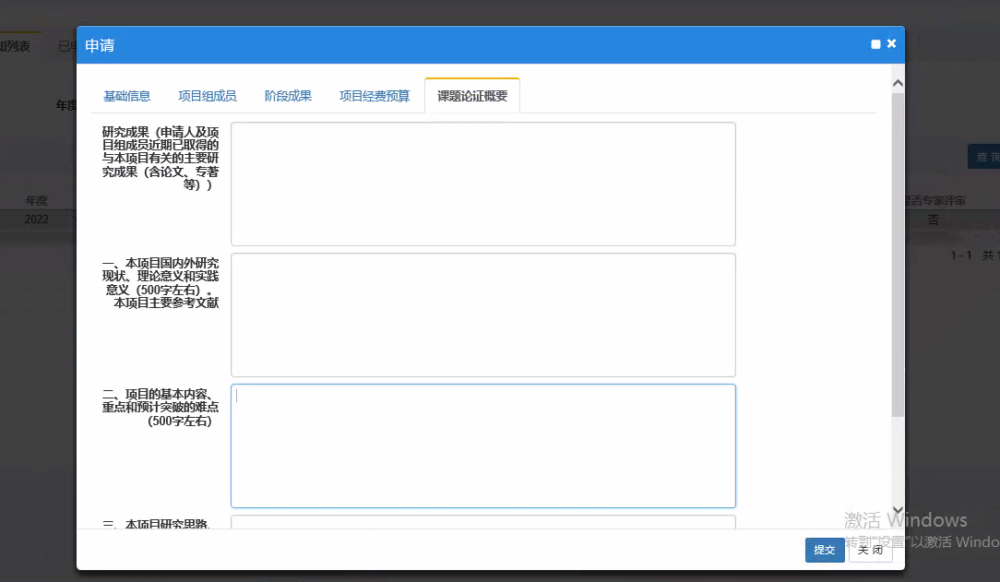 申请
知列表
已申
年度
基础信息 项目组成员 阶段成果 项目经费预算 课题论证概要
研究成果（申请人及项
目组成员近期已取得的
与本项目有关的主要研
究成果（含论文、专著
等））
查 询
年度
是否专家评审
2022
否
1 - 1 共 1
一、本项目国内外研究
现状、理论意义和实践
意义（500字左右）。
本项目主要参考文献
二、项目的基本内容、
重点和预计突破的难点
（500字左右）
三、本项目研究思路、
激活 Windows
转到"设置"以激活 Windo
提交 关 闭